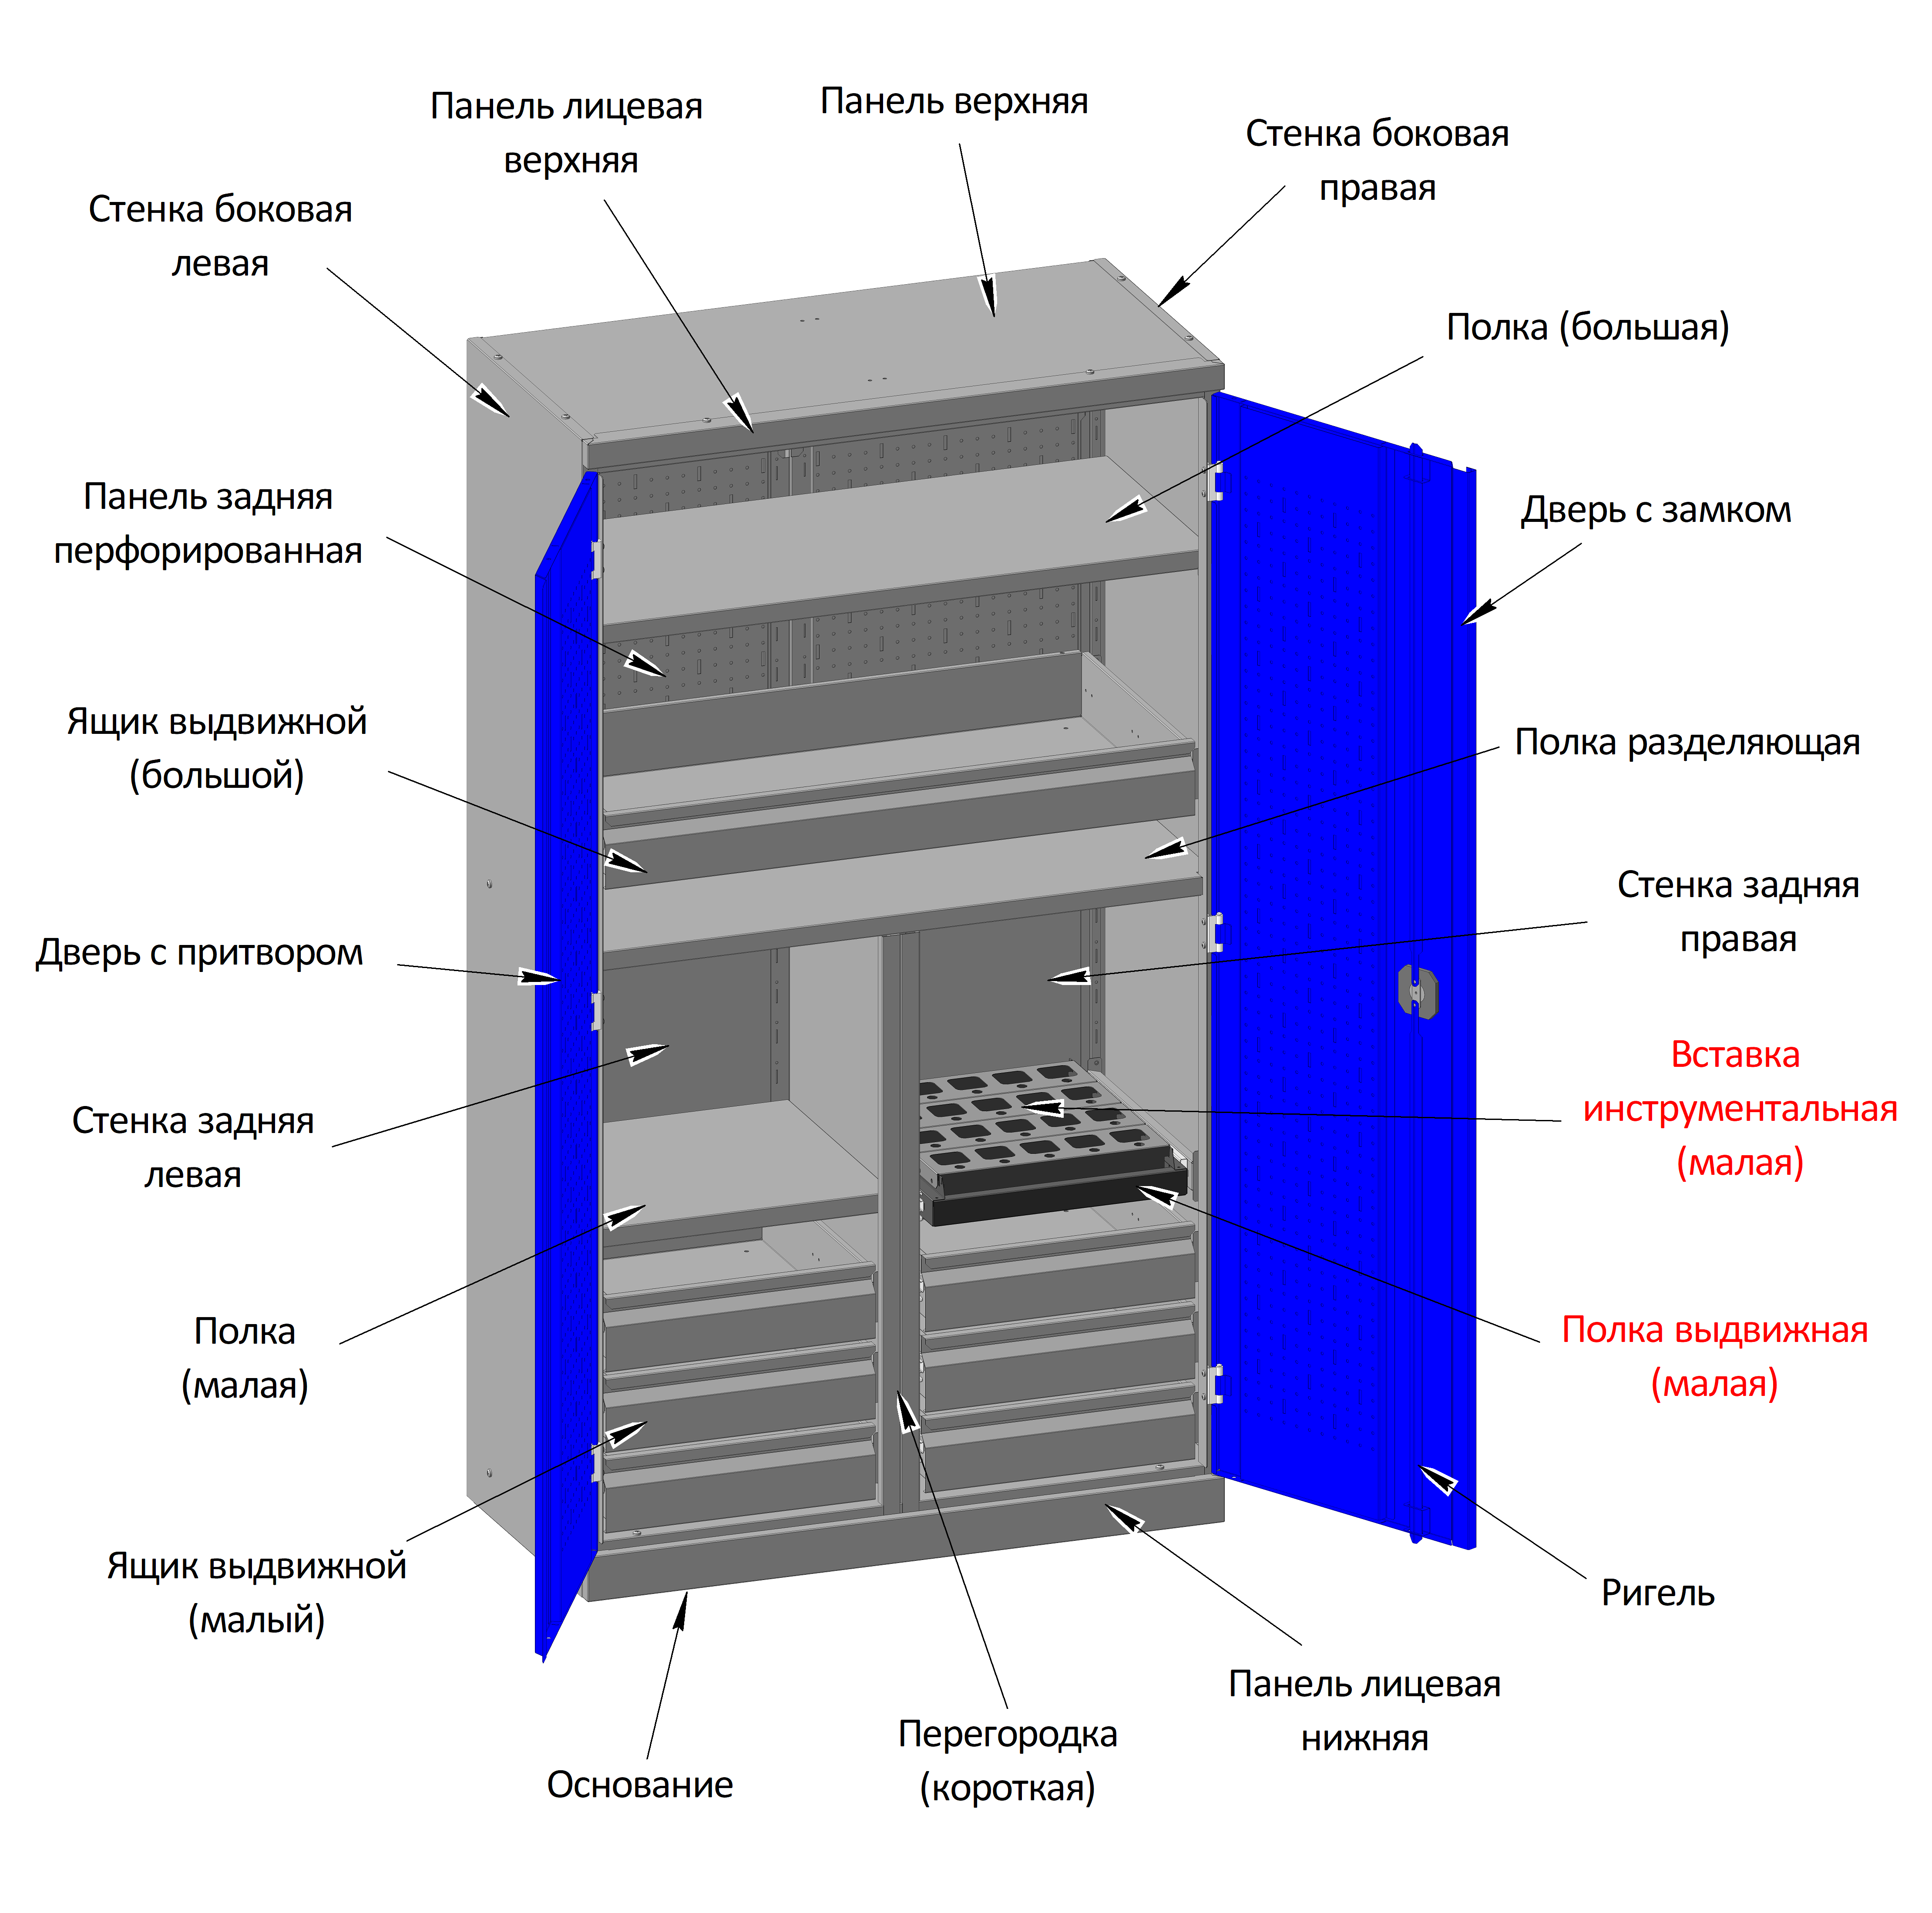 Панель лицевая
верхняя
Панель верхняя
Стенка боковая
правая
Стенка боковая
левая
Полка (большая)
Панель задняя
перфорированная
Дверь с замком
Ящик выдвижной
(большой)
Полка разделяющая
Стенка задняя
правая
Дверь с притвором
Вставка
инструментальная
(малая)
Стенка задняя
левая
Полка
(малая)
Полка выдвижная
(малая)
Ящик выдвижной
(малый)
Ригель
Панель лицевая
нижняя
Перегородка
(короткая)
Основание